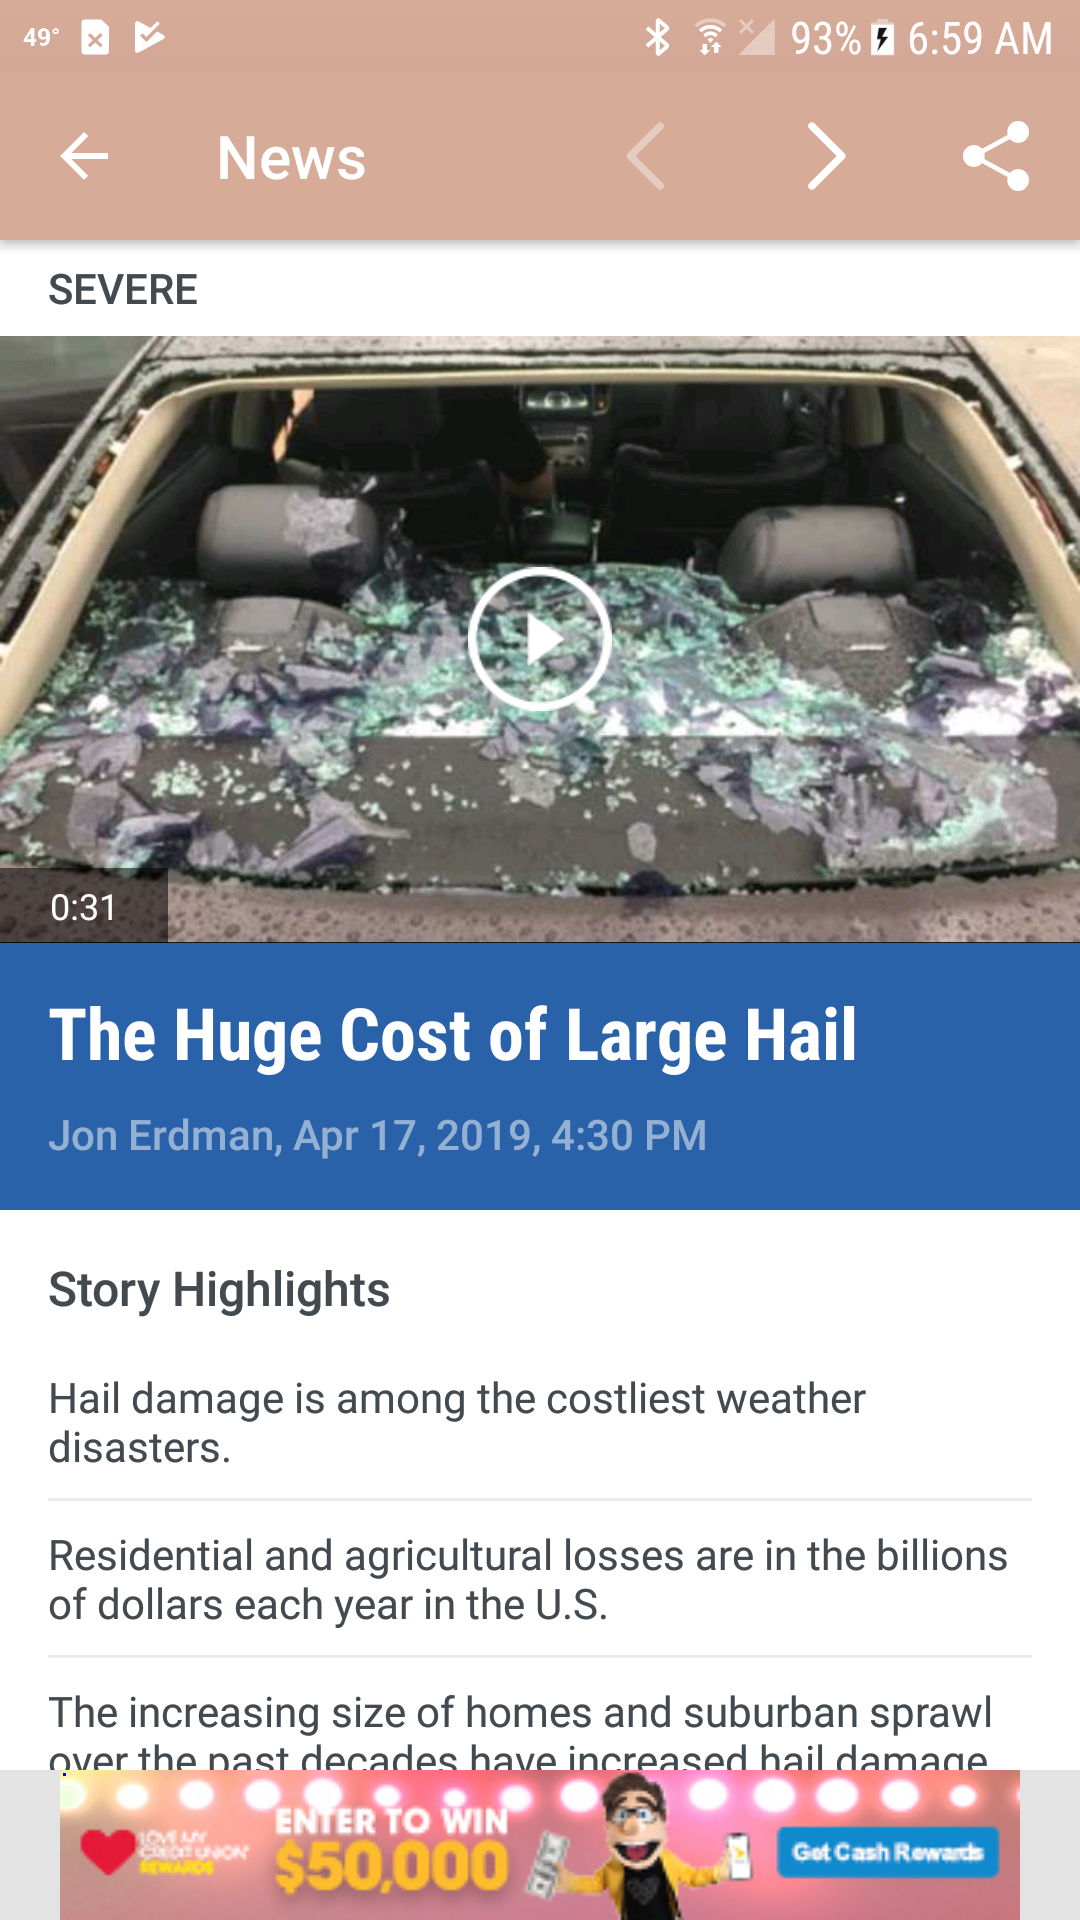 49° 93% 6:59 AM
News
SEVERE
0:31
The Huge Cost of Large Hail
Jon Erdman, Apr 17, 2019, 4:30 PM
Story Highlights
Hail damage is among the costliest weather
disasters.
Residential and agricultural losses are in the billions
of dollars each year in the U.S.
The increasing size of homes and suburban sprawl
over the past decades have increased hail damage
LOVE MY
CREDIT UNION
REWARDS
ENTER TO WIN
$50,000
Get Cash Rewards